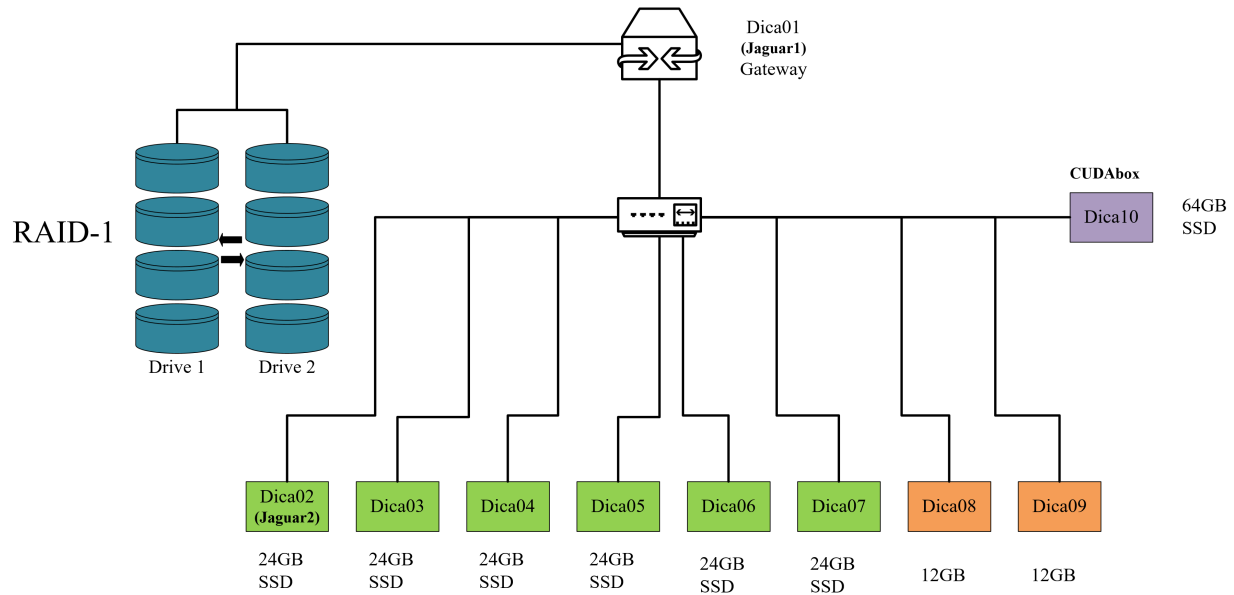 Dica01
(Jaguar1)
Gateway
CUDAbox
Dica10
64GB
SSD
RAID-1
Drive 1
Drive 2
Dica02
(Jaguar2)
Dica03
Dica04
Dica05
Dica06
Dica07
Dica08
Dica09
24GB
SSD
24GB
SSD
24GB
SSD
24GB
SSD
24GB
SSD
24GB
SSD
12GB
12GB